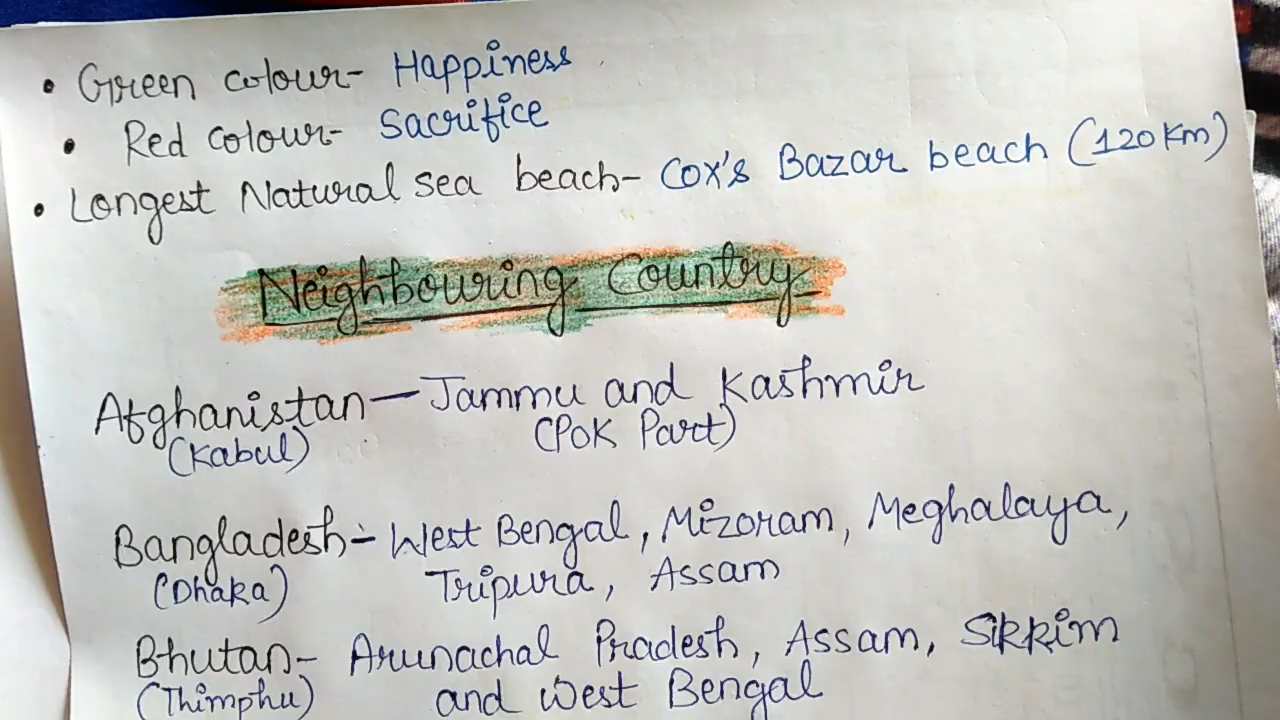 • Green colour- Happiness
• Red colour- Sacrifice
• Longest Natural sea beach- Cox's Bazar beach (120 Km)
Neighbouring Country
Afghanistan - Jammu and Kashmir
(Kabul) (POK Part)
Bangladesh - West Bengal, Mizoram, Meghalaya,
(Dhaka) Tripura, Assam
Bhutan - Arunachal Pradesh, Assam, Sikkim
(Thimphu) and West Bengal